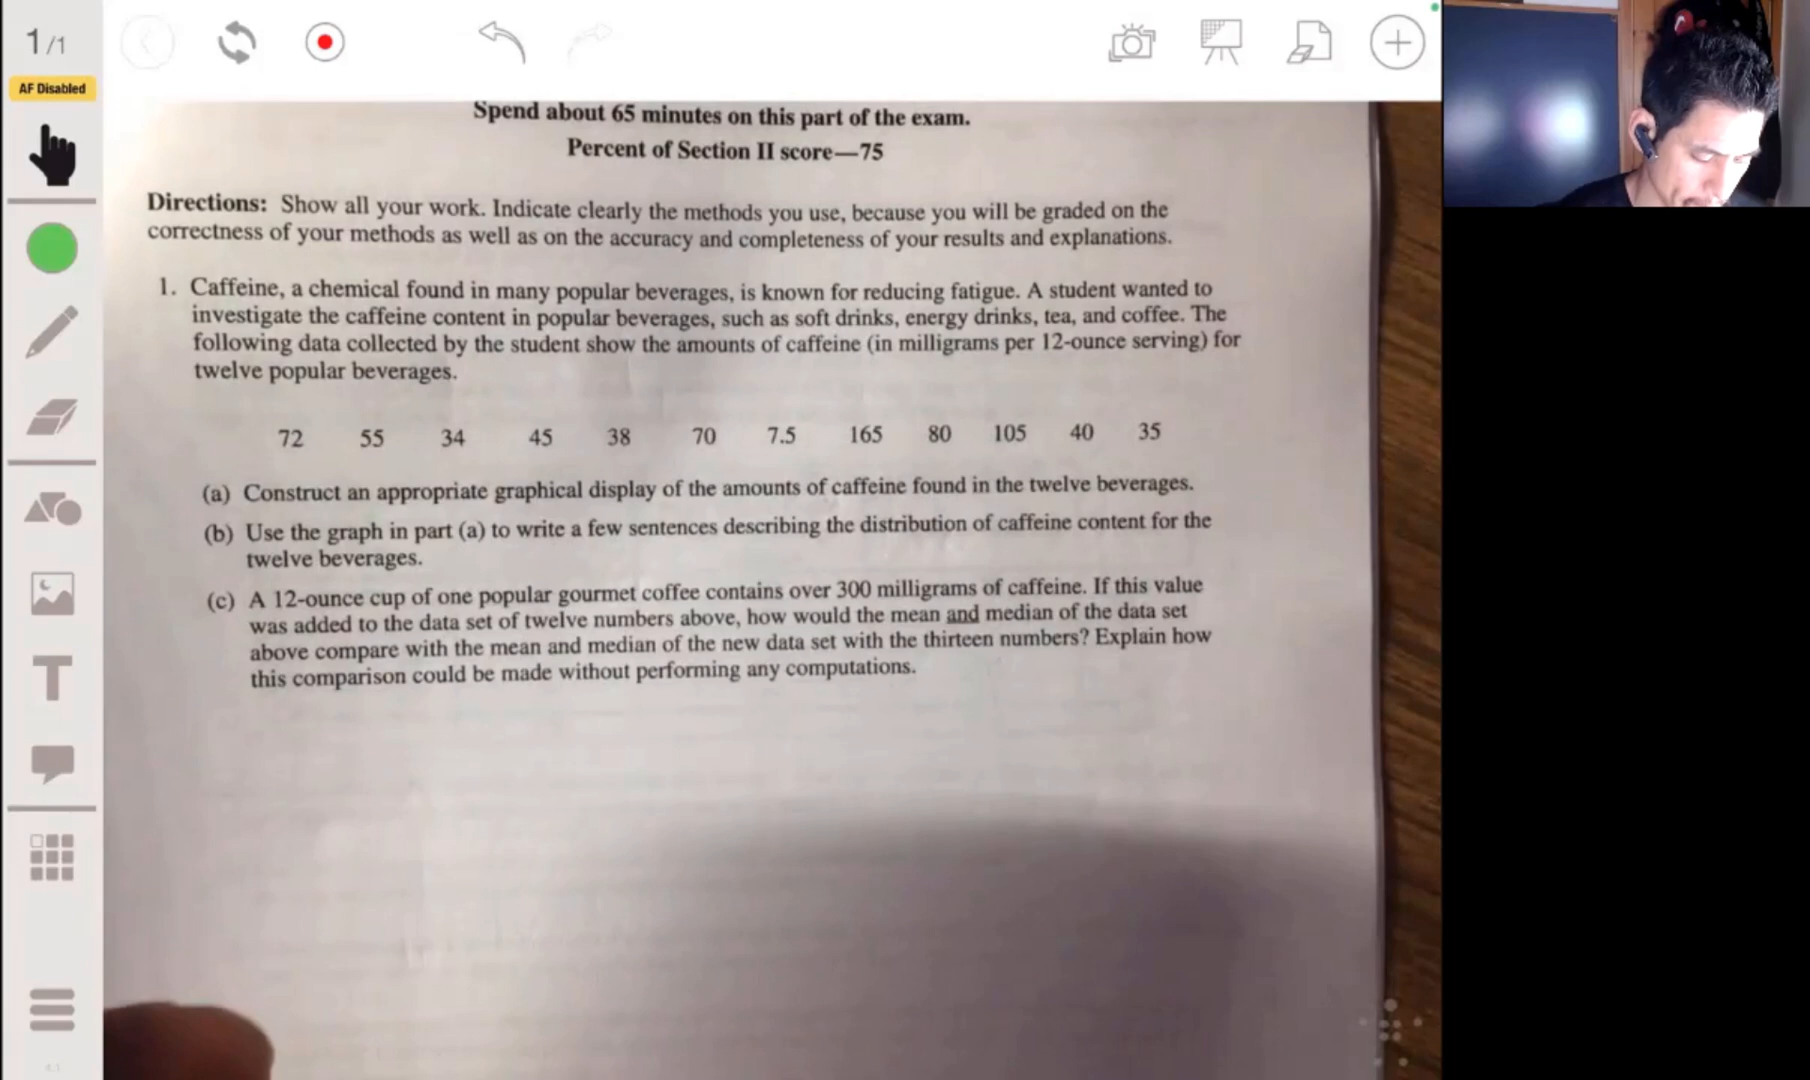 1/1
AF Disabled
Spend about 65 minutes on this part of the exam.
Percent of Section II score—75
Directions: Show all your work. Indicate clearly the methods you use, because you will be graded on the
correctness of your methods as well as on the accuracy and completeness of your results and explanations.
1. Caffeine, a chemical found in many popular beverages, is known for reducing fatigue. A student wanted to
investigate the caffeine content in popular beverages, such as soft drinks, energy drinks, tea, and coffee. The
following data collected by the student show the amounts of caffeine (in milligrams per 12-ounce serving) for
twelve popular beverages.
72 55 34 45 38 70 7.5 165 80 105 40 35
(a) Construct an appropriate graphical display of the amounts of caffeine found in the twelve beverages.
(b) Use the graph in part (a) to write a few sentences describing the distribution of caffeine content for the
twelve beverages.
(c) A 12-ounce cup of one popular gourmet coffee contains over 300 milligrams of caffeine. If this value
was added to the data set of twelve numbers above, how would the mean and median of the data set
above compare with the mean and median of the new data set with the thirteen numbers? Explain how
this comparison could be made without performing any computations.
T